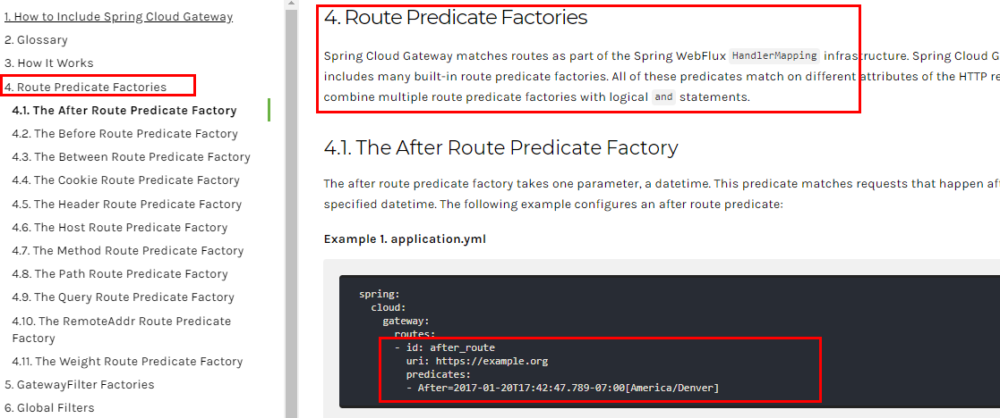 1. How to Include Spring Cloud Gateway
2. Glossary
3. How It Works
4. Route Predicate Factories
4.1. The After Route Predicate Factory
4.2. The Before Route Predicate Factory
4.3. The Between Route Predicate Factory
4.4. The Cookie Route Predicate Factory
4.5. The Header Route Predicate Factory
4.6. The Host Route Predicate Factory
4.7. The Method Route Predicate Factory
4.8. The Path Route Predicate Factory
4.9. The Query Route Predicate Factory
4.10. The RemoteAddr Route Predicate
Factory
4.11. The Weight Route Predicate Factory
5. GatewayFilter Factories
6. Global Filters
4. Route Predicate Factories
Spring Cloud Gateway matches routes as part of the Spring WebFlux HandlerMapping infrastructure. Spring Cloud G
includes many built-in route predicate factories. All of these predicates match on different attributes of the HTTP re
combine multiple route predicate factories with logical and statements.
4.1. The After Route Predicate Factory
The after route predicate factory takes one parameter, a datetime. This predicate matches requests that happen aft
specified datetime. The following example configures an after route predicate:
Example 1. application.yml
spring:
cloud:
gateway:
routes:
- id: after_route
uri: https://example.org
predicates:
- After=2017-01-20T17:42:47.789-07:00[America/Denver]